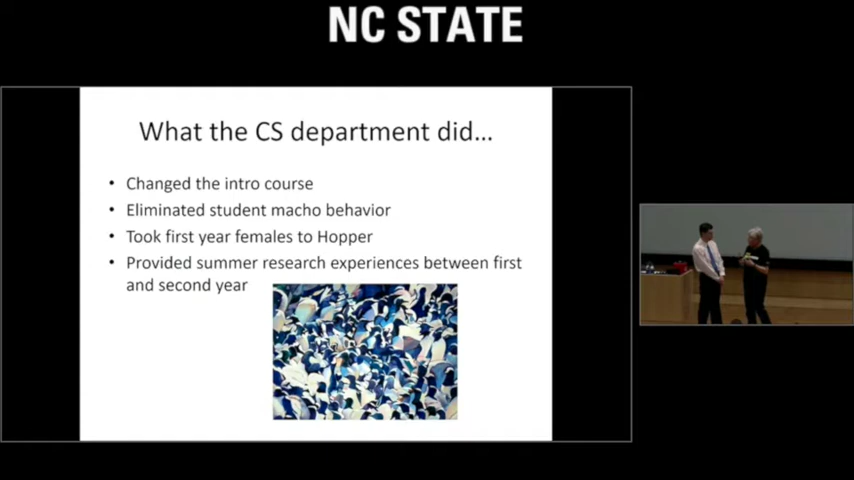 NC STATE
What the CS department did...
• Changed the intro course
• Eliminated student macho behavior
• Took first year females to Hopper
• Provided summer research experiences between first
and second year